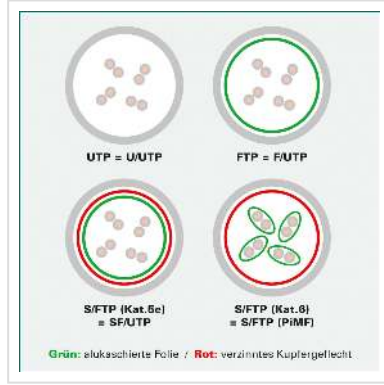 UTP = U/UTP
FTP = F/UTP
S/FTP (Kat.5e)
= SF/UTP
S/FTP (Kat.6)
= S/FTP (PiMF)
Grün: alukaschierte Folie / Rot: verzinntes Kupfergeflecht